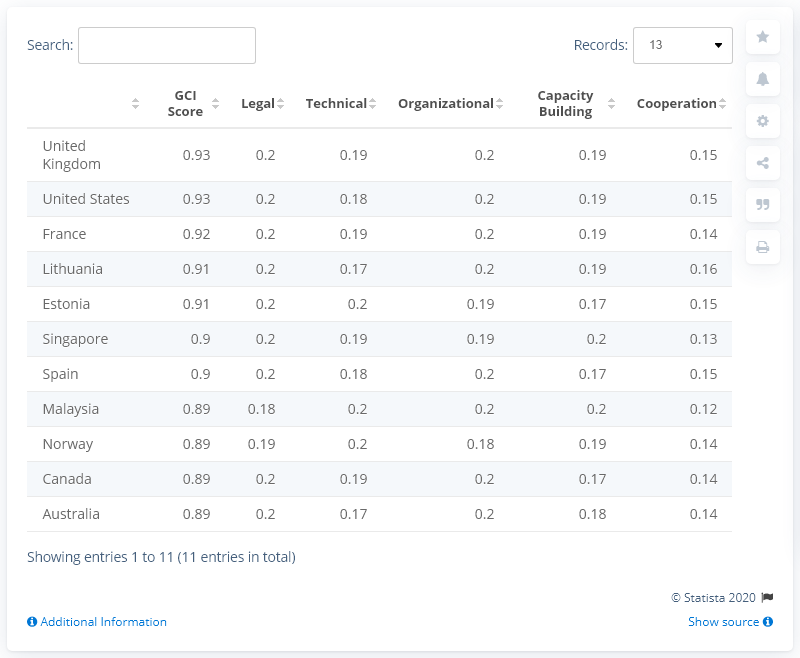 Search:
Records: 13
GCI Score Legal Technical Organizational Capacity Building Cooperation
United Kingdom 0.93 0.2 0.19 0.2 0.19 0.15
United States 0.93 0.2 0.18 0.2 0.19 0.15
France 0.92 0.2 0.19 0.2 0.19 0.14
Lithuania 0.91 0.2 0.17 0.2 0.19 0.16
Estonia 0.91 0.2 0.2 0.19 0.17 0.15
Singapore 0.9 0.2 0.19 0.19 0.2 0.13
Spain 0.9 0.2 0.18 0.2 0.17 0.15
Malaysia 0.89 0.18 0.2 0.2 0.2 0.12
Norway 0.89 0.19 0.2 0.18 0.19 0.14
Canada 0.89 0.2 0.19 0.2 0.17 0.14
Australia 0.89 0.2 0.17 0.2 0.18 0.14
Showing entries 1 to 11 (11 entries in total)
© Statista 2020
Additional Information
Show source